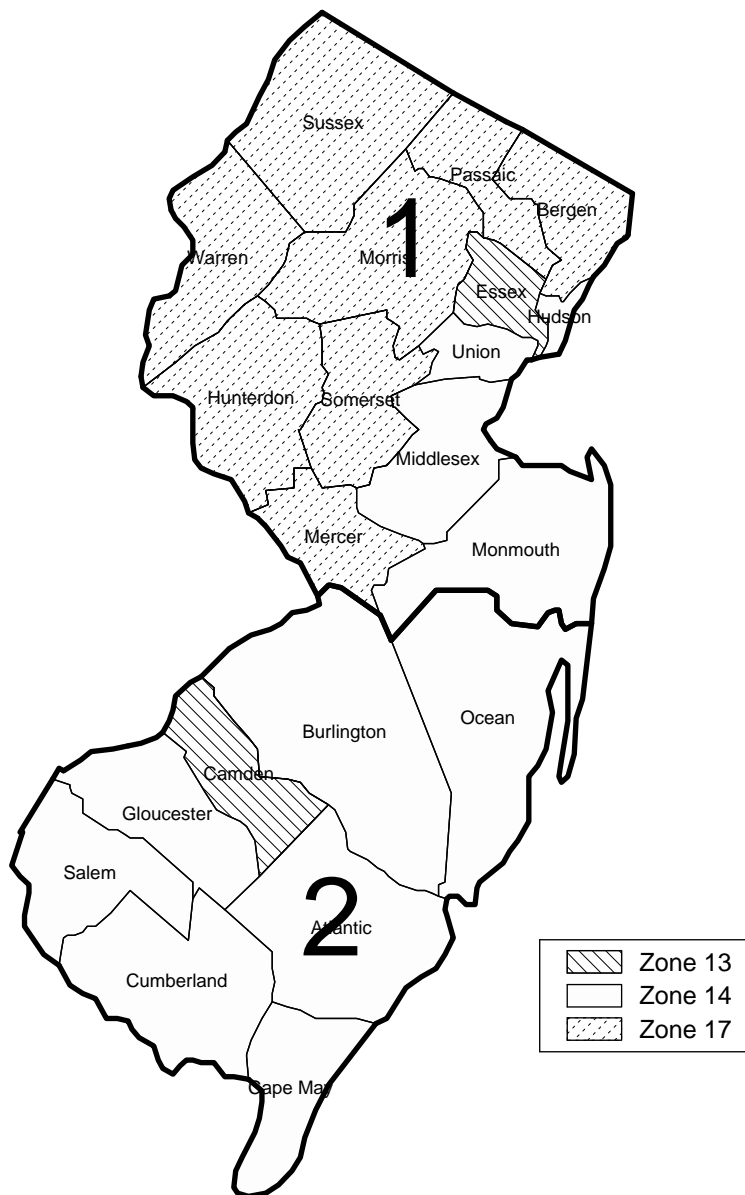 Sussex
Passaic
Bergen
1
Warren
Morris
Essex
Hudson
Union
Hunterdon
Somerset
Middlesex
Mercer
Monmouth
Ocean
Burlington
Camden
Gloucester
Salem
2
Atlantic
Cumberland
Cape May
Zone 13
Zone 14
Zone 17